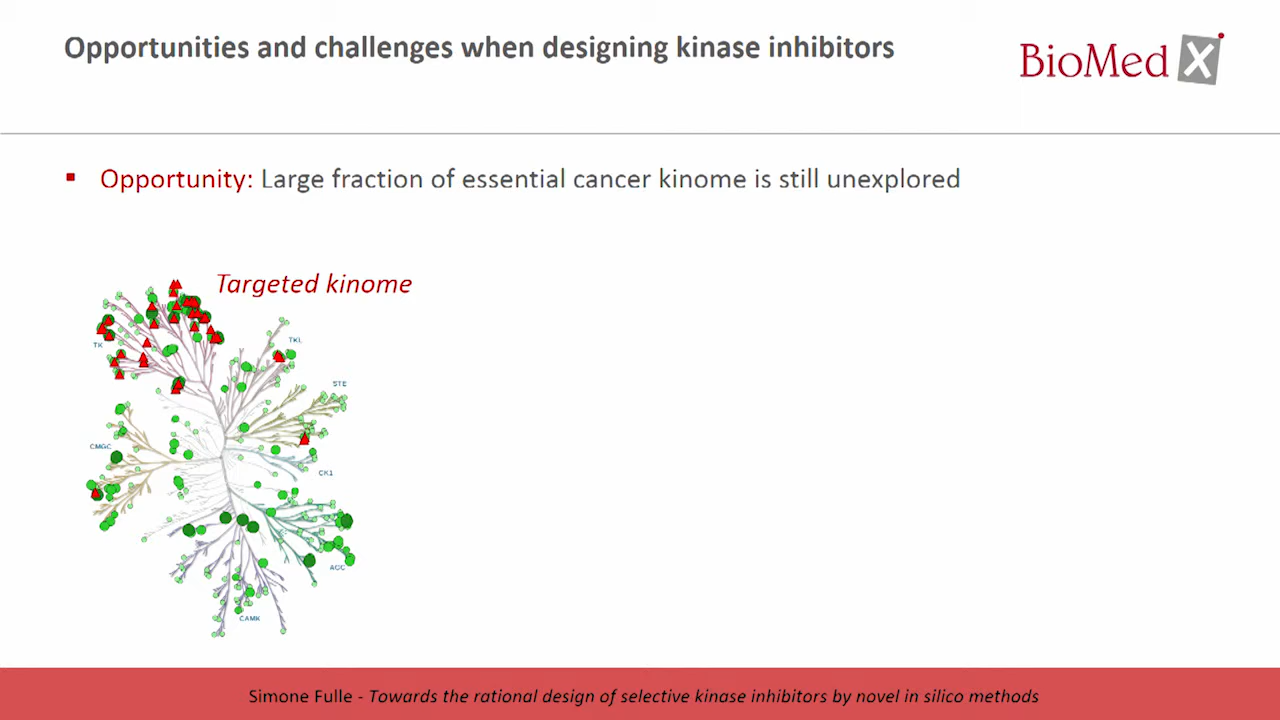 Opportunities and challenges when designing kinase inhibitors
BioMed X
Opportunity: Large fraction of essential cancer kinome is still unexplored
Targeted kinome
TK
TKL
STE
CMGC
CK1
AGC
CAMK
Simone Fulle - Towards the rational design of selective kinase inhibitors by novel in silico methods